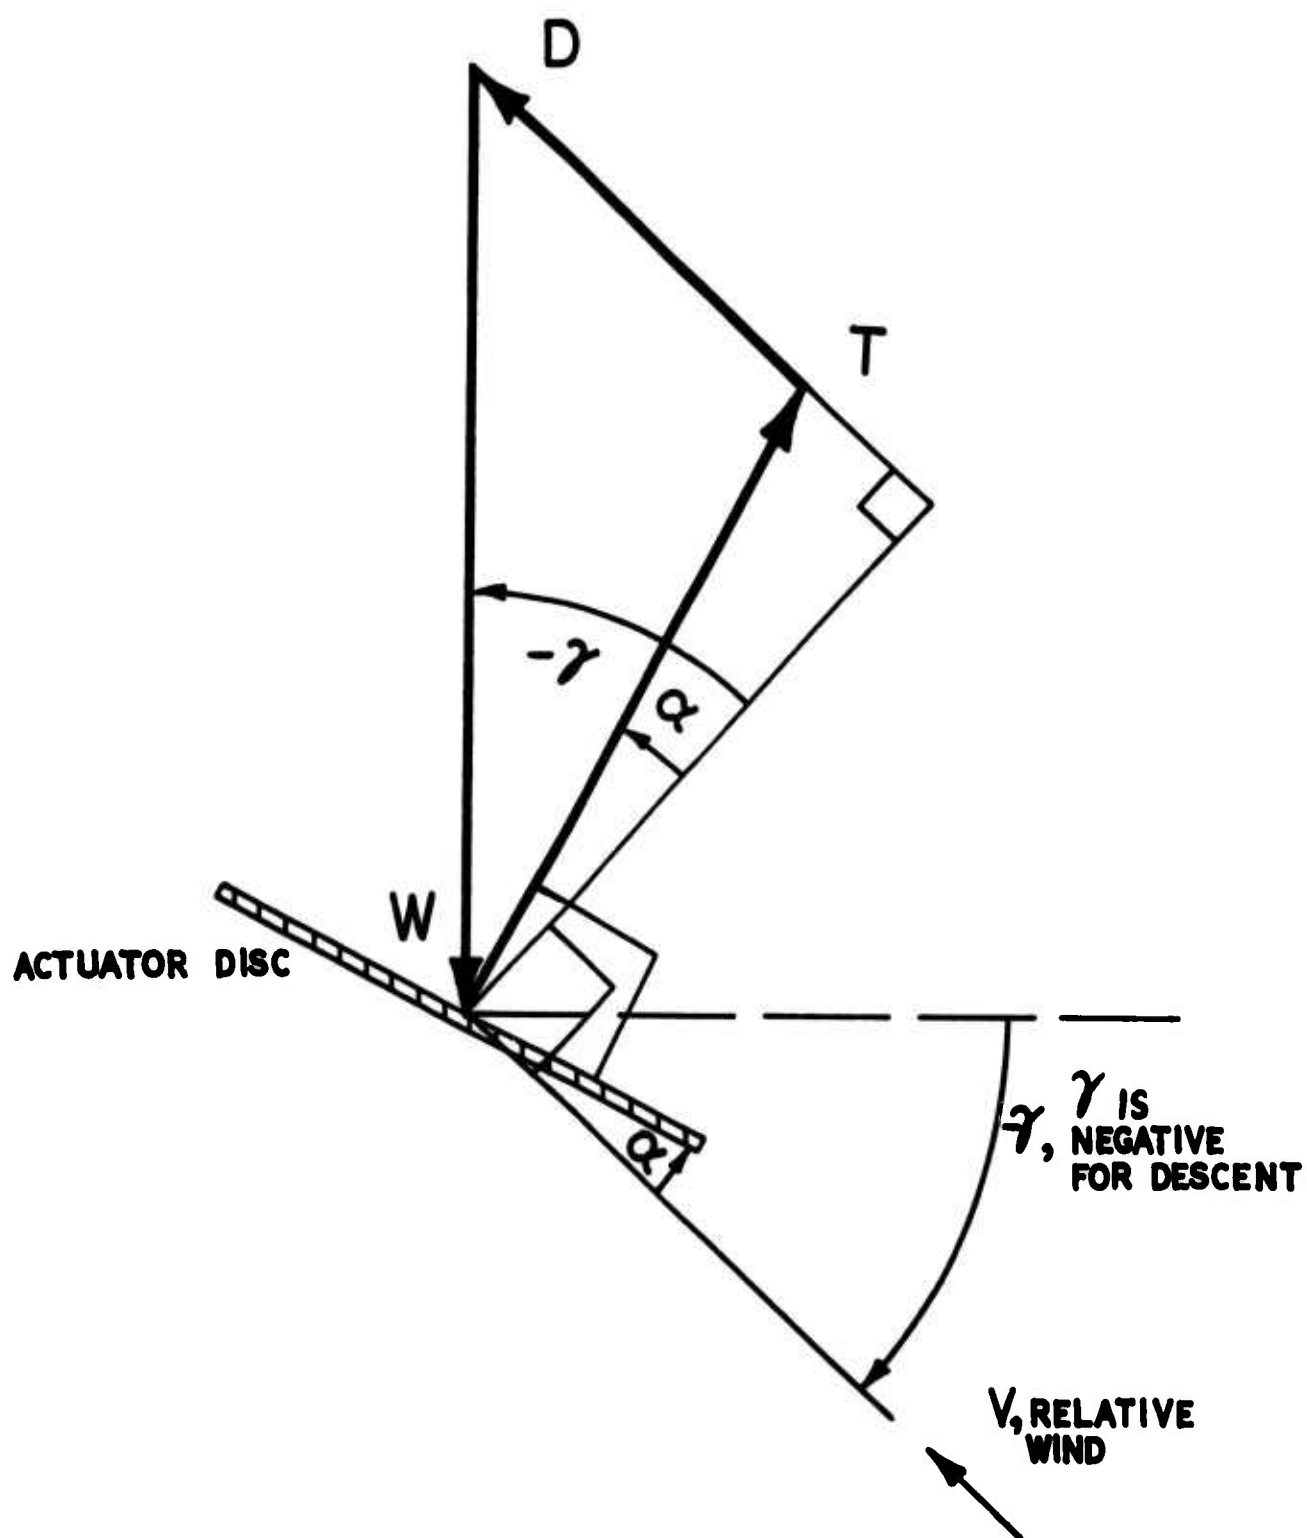 D
T
-γ
α
W
ACTUATOR DISC
-γ, γ IS
NEGATIVE
FOR DESCENT
α
V, RELATIVE
WIND